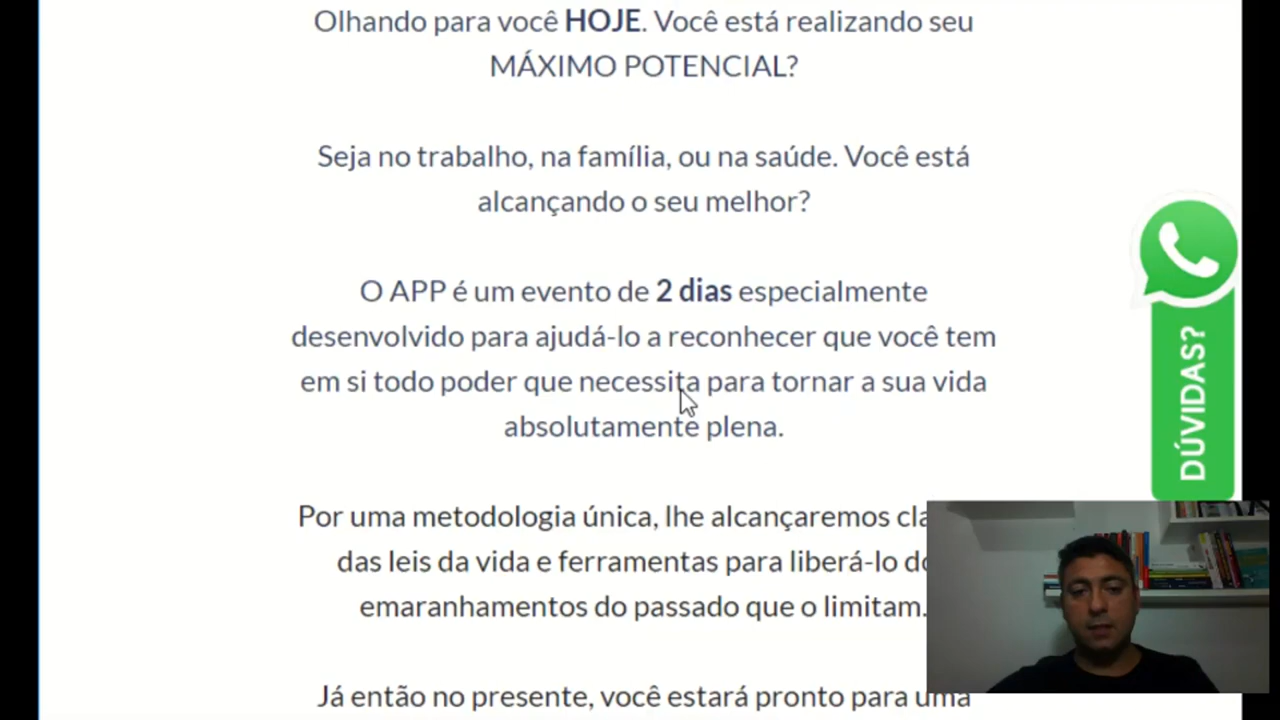 Olhando para você HOJE. Você está realizando seu
MÁXIMO POTENCIAL?
Seja no trabalho, na família, ou na saúde. Você está
alcançando o seu melhor?
O APP é um evento de 2 dias especialmente
desenvolvido para ajudá-lo a reconhecer que você tem
em si todo poder que necessita para tornar a sua vida
absolutamente plena.
Por uma metodologia única, lhe alcançaremos
das leis da vida e ferramentas para liberá-lo
emaranhamentos do passado que o limitam.
Já então no presente, você estará pronto para uma
DÚVIDAS?